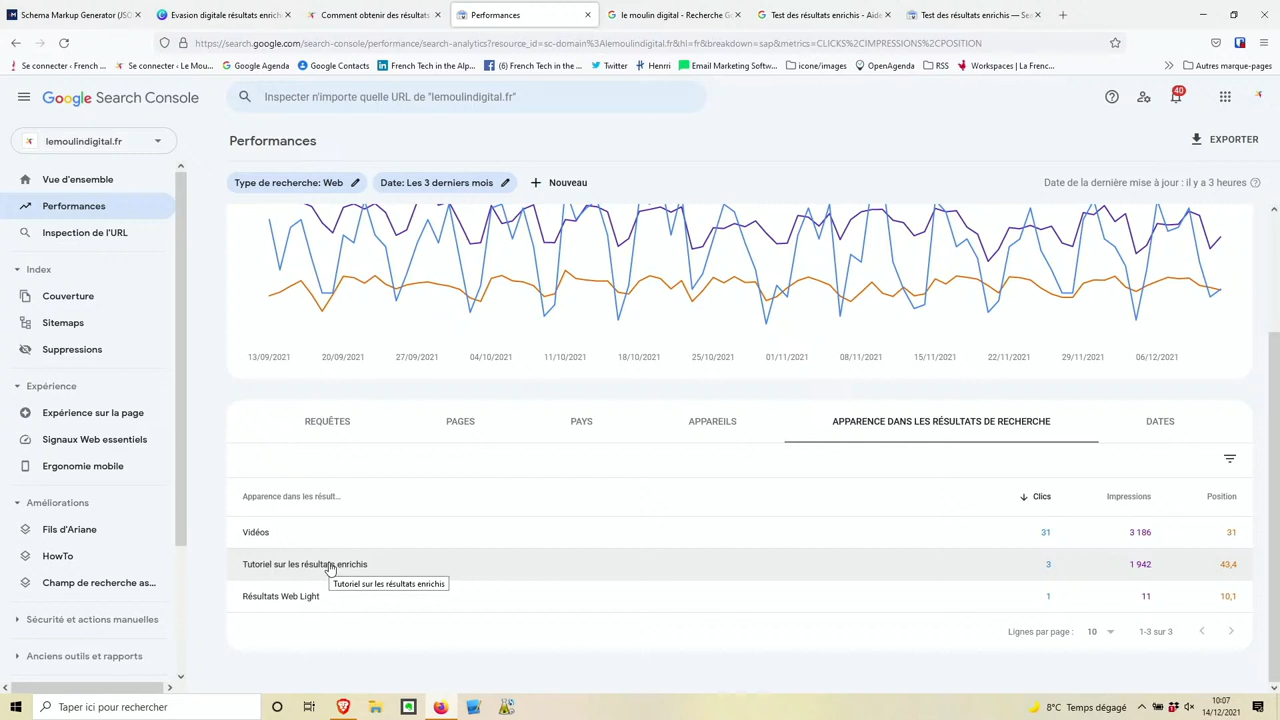 Schema Markup Generator (JSO
Evasion digitale résultats enrich
Comment obtenir des résultats
Performances
le moulin digital - Recherche Go
Test des résultats enrichis - Aide
Test des résultats enrichis — Se
https://search.google.com/search-console/performance/search-analytics?resource_id=sc-domain%3Alemoulindigital.fr&hl=fr&breakdown=sap&metrics=CLICKS%2CIMPRESSIONS%2CPOSITION
Se connecter : French ...
Se connecter ‹ Le Mou...
Google Agenda
Google Contacts
French Tech in the Alp...
(6) French Tech in the ...
Twitter
Henrri
Email Marketing Softw...
icone/images
OpenAgenda
RSS
Workspaces | La Frenc...
Autres marque-pages
Google Search Console
Inspecter n'importe quelle URL de "lemoulindigital.fr"
40
lemoulindigital.fr
Performances
EXPORTER
Type de recherche: Web
Date: Les 3 derniers mois
Nouveau
Date de la dernière mise à jour : il y a 3 heures
Vue d'ensemble
Performances
Inspection de l'URL
Index
Couverture
Sitemaps
Suppressions
Expérience
Expérience sur la page
Signaux Web essentiels
Ergonomie mobile
Améliorations
Fils d'Ariane
HowTo
Champ de recherche as...
Sécurité et actions manuelles
Anciens outils et rapports
13/09/2021 20/09/2021 27/09/2021 04/10/2021 11/10/2021 18/10/2021 25/10/2021 01/11/2021 08/11/2021 15/11/2021 22/11/2021 29/11/2021 06/12/2021
REQUÊTES PAGES PAYS APPAREILS APPARENCE DANS LES RÉSULTATS DE RECHERCHE DATES
Apparence dans les résult... Clics Impressions Position
Vidéos 31 3 186 31
Tutoriel sur les résultats enrichis 3 1 942 43,4
Tutoriel sur les résultats enrichis
Résultats Web Light 1 11 10,1
Lignes par page : 10 1-3 sur 3
Taper ici pour rechercher
8°C Temps dégagé
10:07
14/12/2021